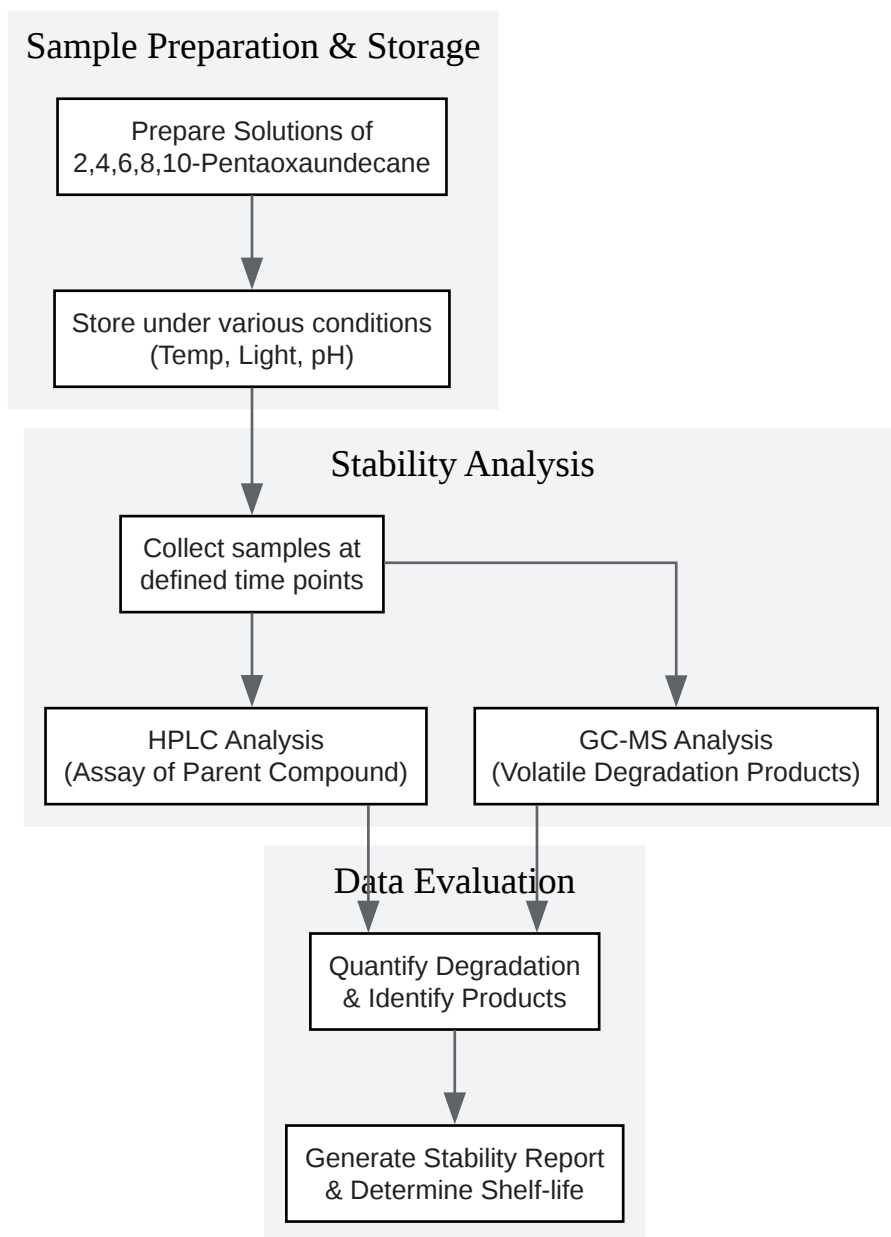 Sample Preparation & Storage
Prepare Solutions of
2,4,6,8,10-Pentaoxaundecane
Store under various conditions
(Temp, Light, pH)
Stability Analysis
Collect samples at
defined time points
HPLC Analysis
(Assay of Parent Compound)
GC-MS Analysis
(Volatile Degradation Products)
Data Evaluation
Quantify Degradation
& Identify Products
Generate Stability Report
& Determine Shelf-life